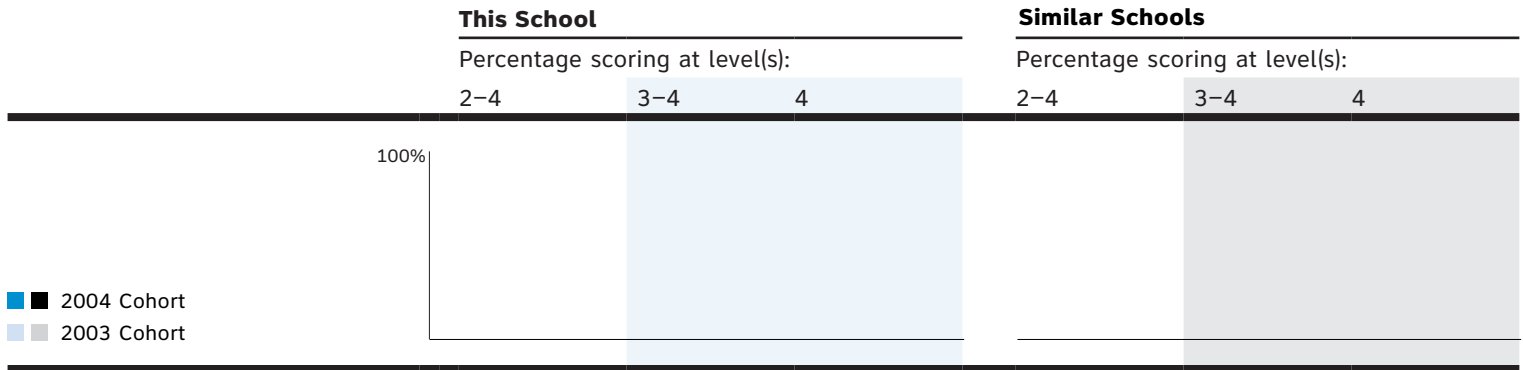 This School
Similar Schools
Percentage scoring at level(s):
Percentage scoring at level(s):
2–4 3–4 4
2–4 3–4 4
100%
2004 Cohort
2003 Cohort